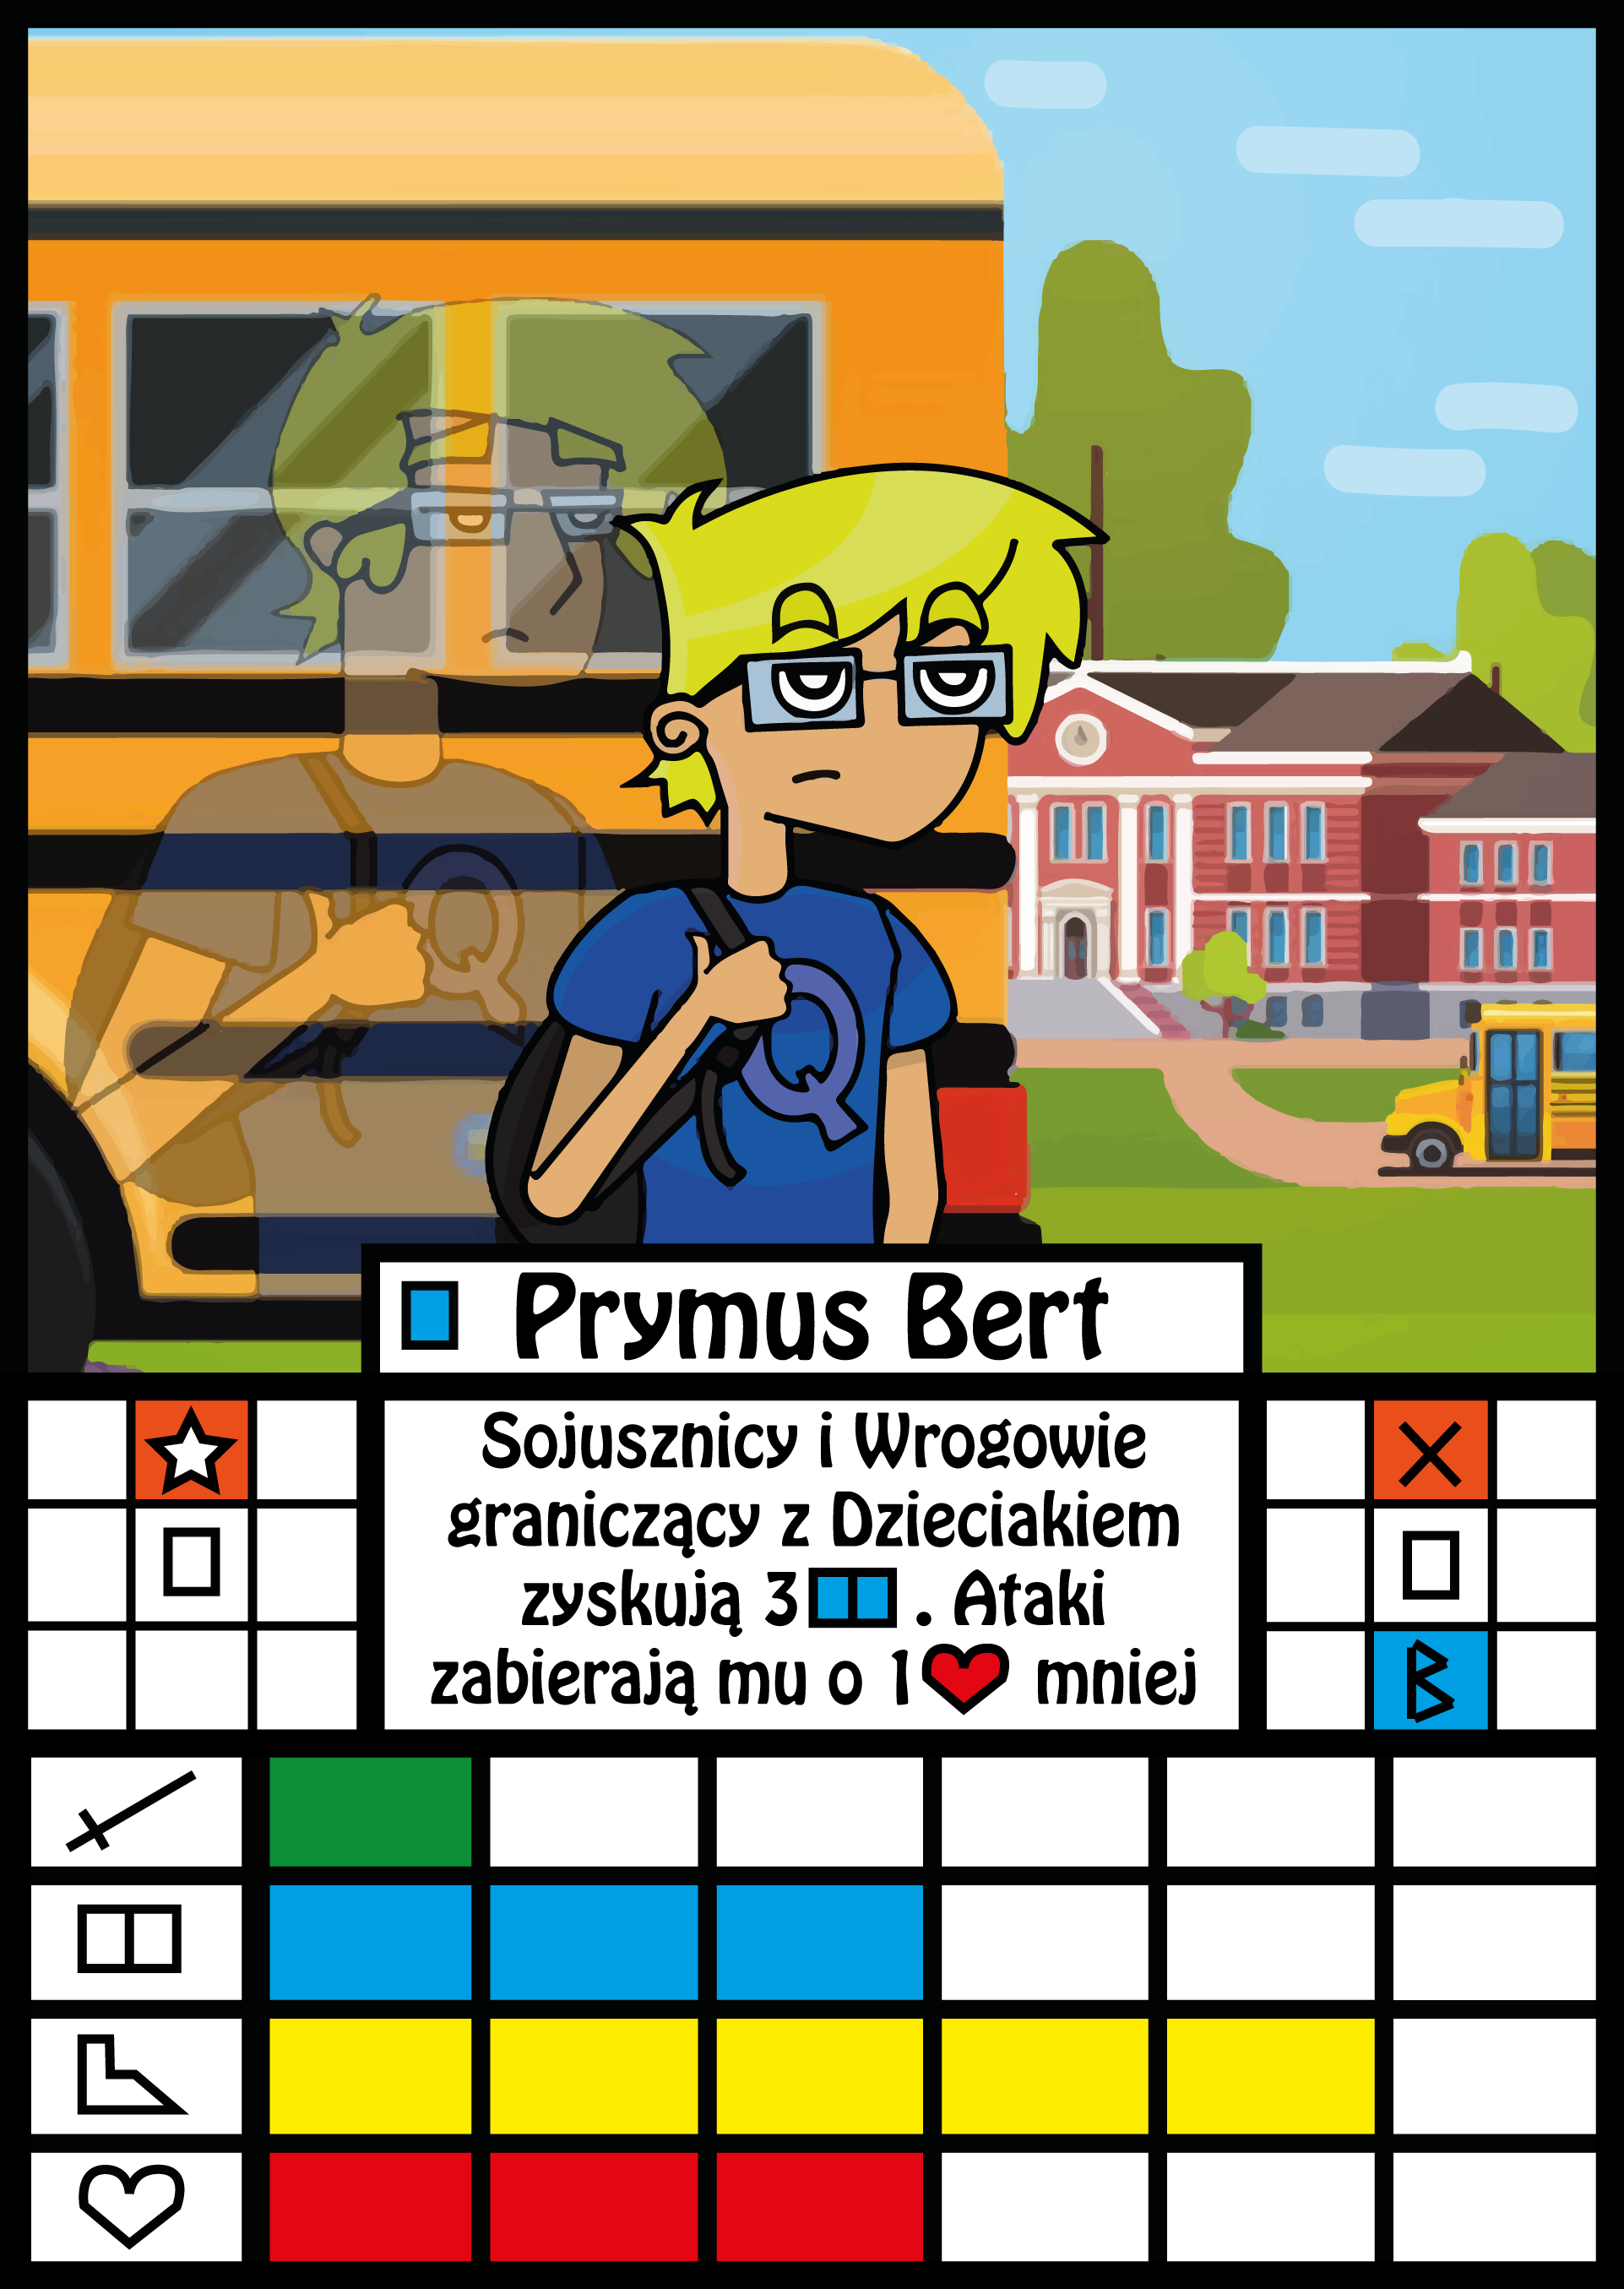 Q
Q
Prymus Bert
Sojusznicy i Wrogowie
graniczący z Dzieciakiem
zyskują 3 . Ataki
zabierają mu o 1 mniej
B